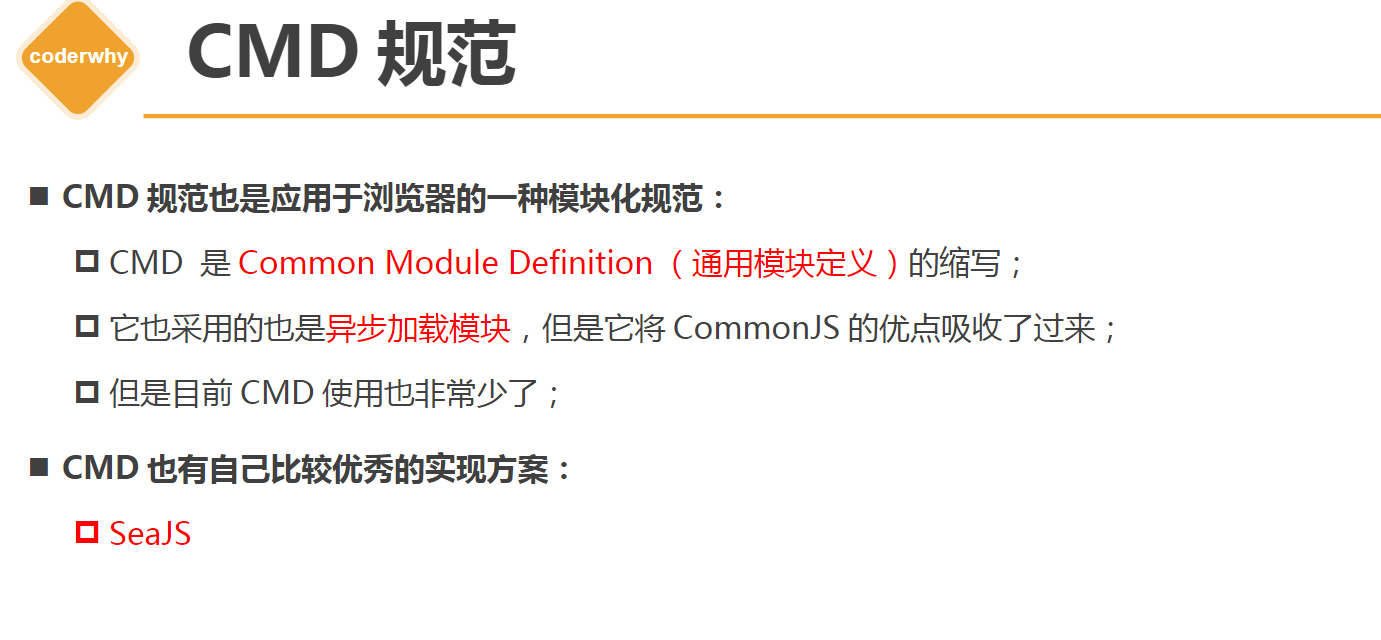 coderwhy
CMD 规范
CMD 规范也是应用于浏览器的一种模块化规范：
CMD 是 Common Module Definition（通用模块定义）的缩写；
它也采用的也是异步加载模块，但是它将 CommonJS 的优点吸收了过来；
但是目前 CMD 使用也非常少了；
CMD 也有自己比较优秀的实现方案：
SeaJS